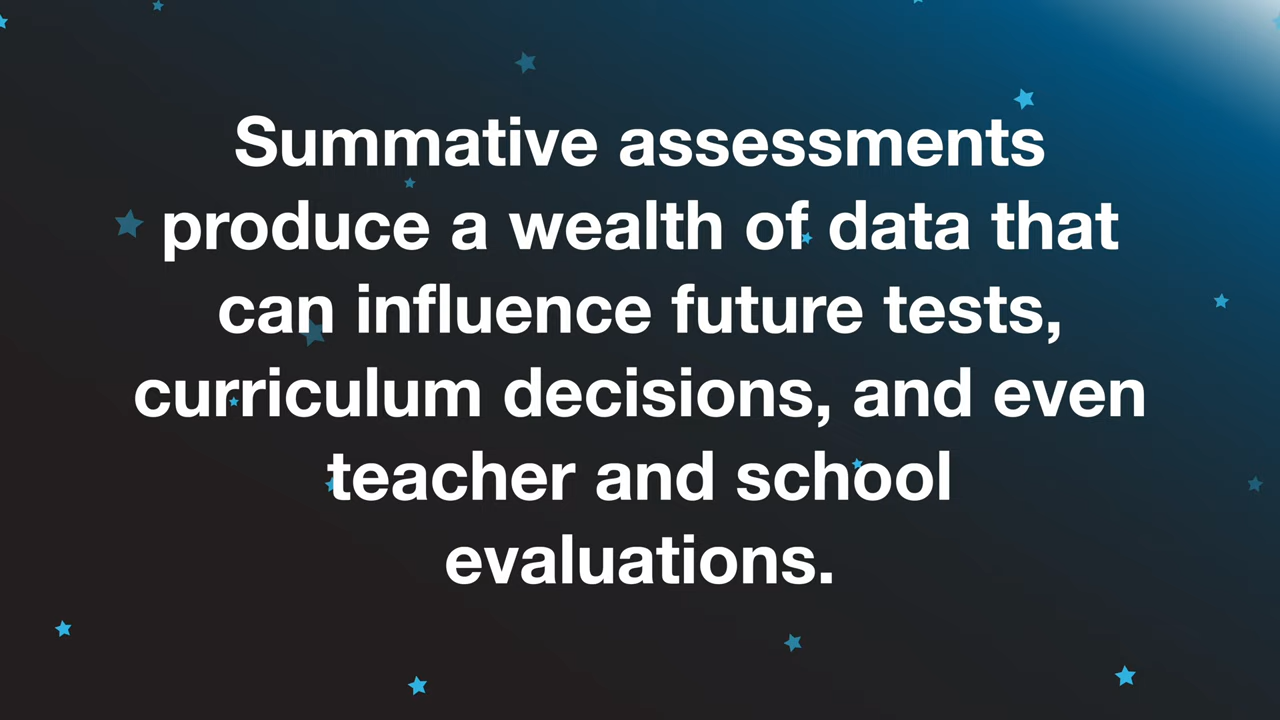 Summative assessments
produce a wealth of data that
can influence future tests,
curriculum decisions, and even
teacher and school
evaluations.